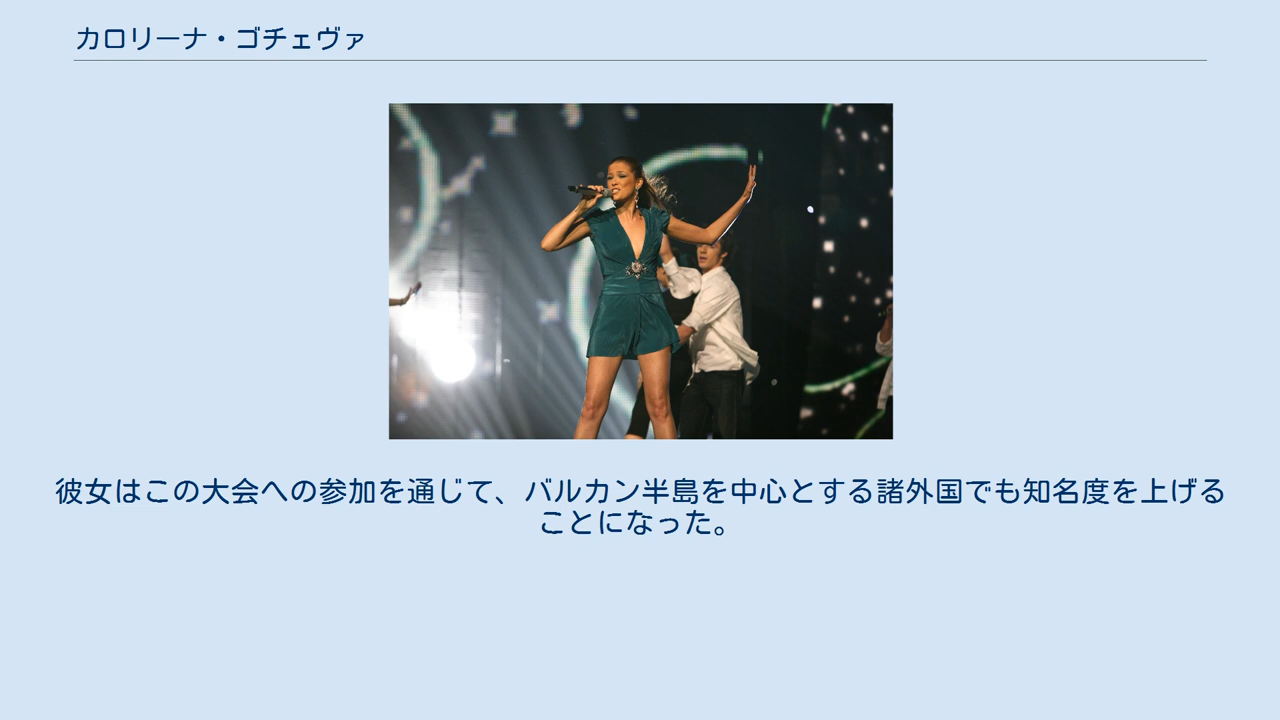 カロリーナ・ゴチェヴァ
彼女はこの大会への参加を通じて、バルカン半島を中心とする諸外国でも知名度を上げる
ことになった。